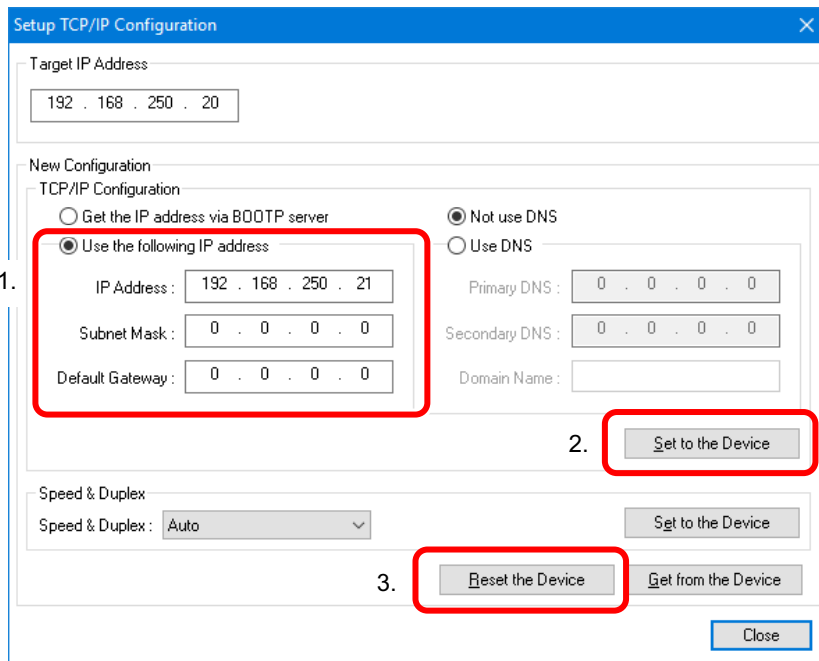 Setup TCP/IP Configuration
Target IP Address
192 . 168 . 250 . 20
New Configuration
TCP/IP Configuration
Get the IP address via BOOTP server
Not use DNS
Use the following IP address
Use DNS
1.
IP Address : 192 . 168 . 250 . 21
Primary DNS : 0 . 0 . 0 . 0
Subnet Mask : 0 . 0 . 0 . 0
Secondary DNS : 0 . 0 . 0 . 0
Default Gateway : 0 . 0 . 0 . 0
Domain Name :
2.
Set to the Device
Speed & Duplex
Speed & Duplex : Auto
Set to the Device
3.
Reset the Device
Get from the Device
Close